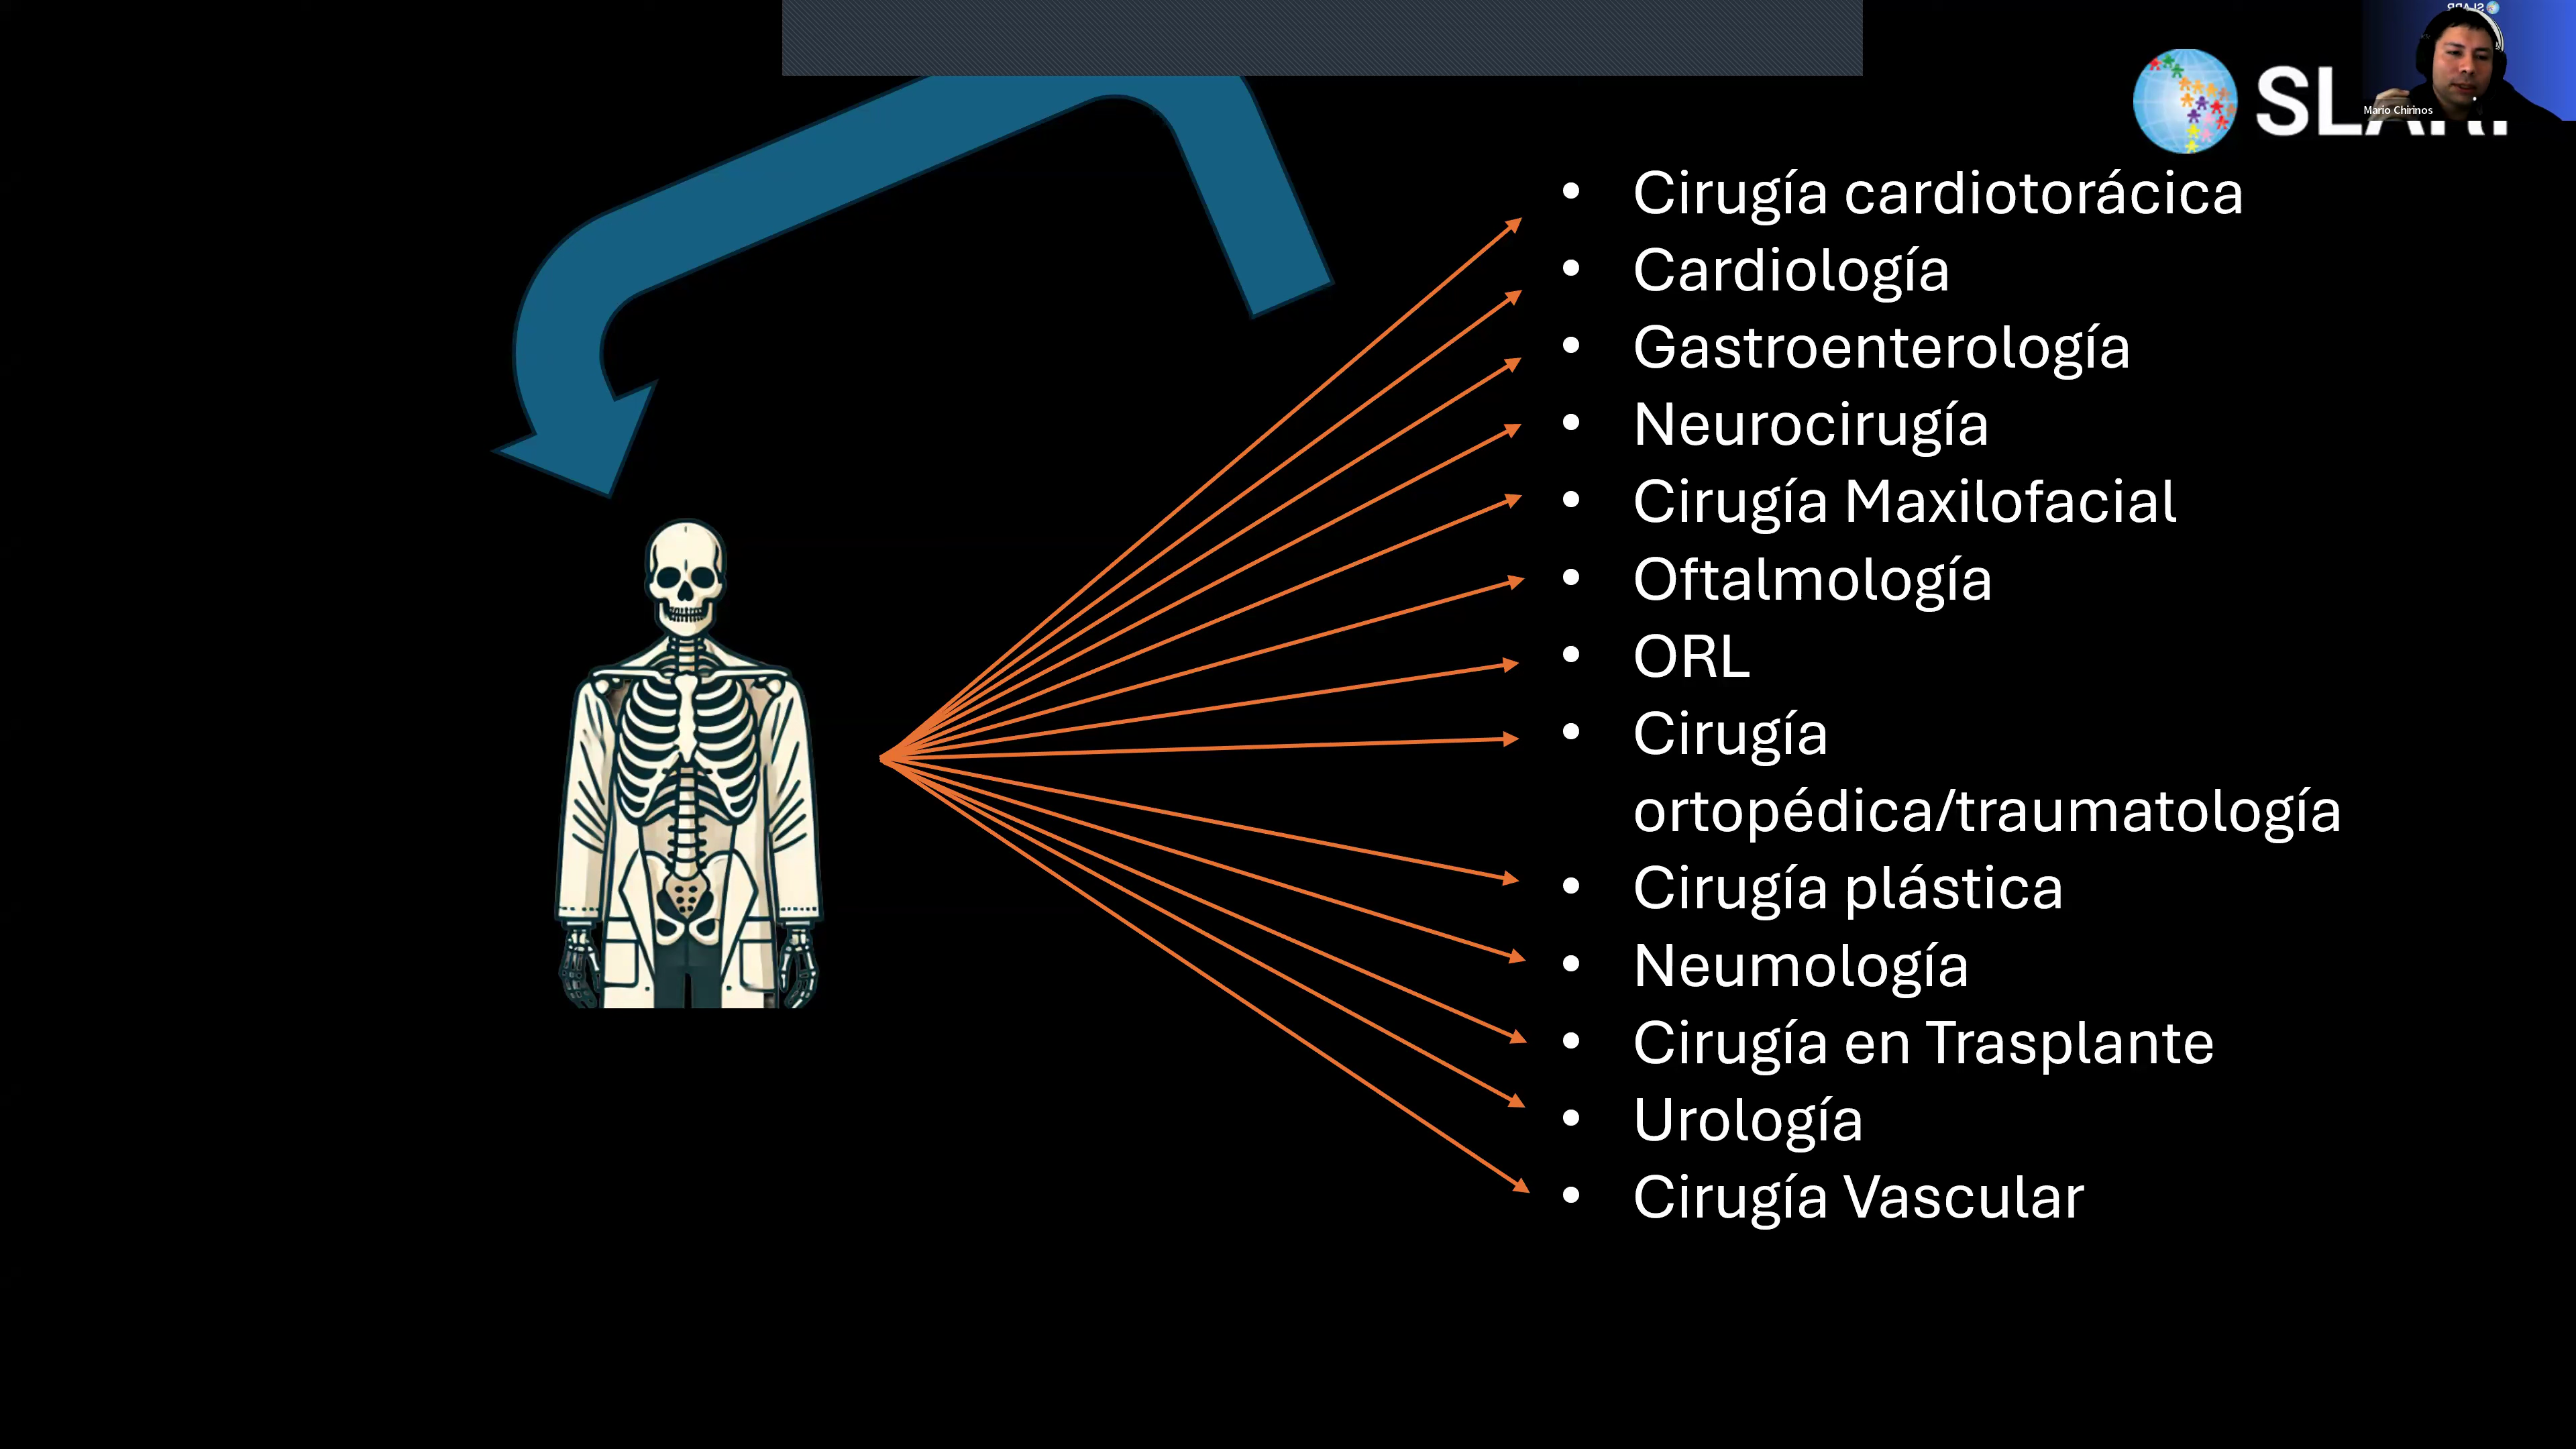 Mario Chirinos
• Cirugía cardiotorácica
• Cardiología
• Gastroenterología
• Neurocirugía
• Cirugía Maxilofacial
• Oftalmología
• ORL
• Cirugía
ortopédica/traumatología
• Cirugía plástica
• Neumología
• Cirugía en Trasplante
• Urología
• Cirugía Vascular